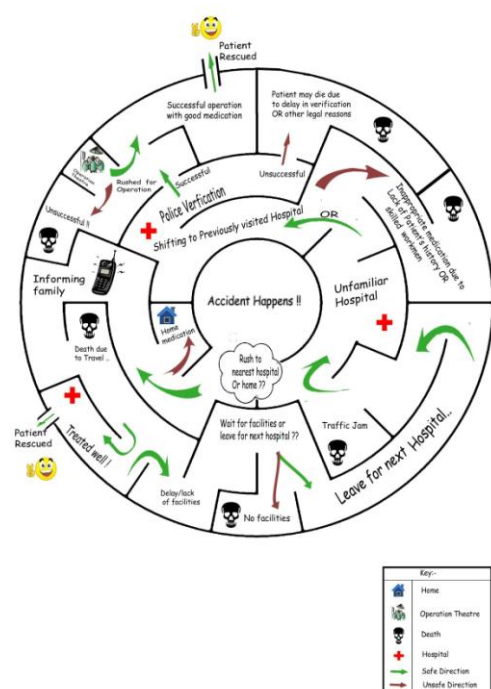 Patient
Rescued
Successful operation
with good medication
Patient may die due
to delay in verification
OR other legal reasons
Operation
Theatre
Rushed for
Operation
Successful
Unsuccessful
Unsuccessful !!
Police Verfication
Shifting to Previously visited Hospital
OR
Inappropriate medication due to
Lack of Patient's history OR
skilled workmen
Informing
family
Accident Happens !!
Unfamiliar
Hospital
Home
medication
Death due
to Travel ..
Rush to
nearest hospital
Or home ??
Patient
Rescued
Treated well !
Wait for facilities or
leave for next hospital ??
Traffic Jam
Leave for next Hospital...
Delay/lack
of facilities
No facilities
Key:-
Home
Operation Theatre
Death
Hospital
Safe Direction
Unsafe Direction